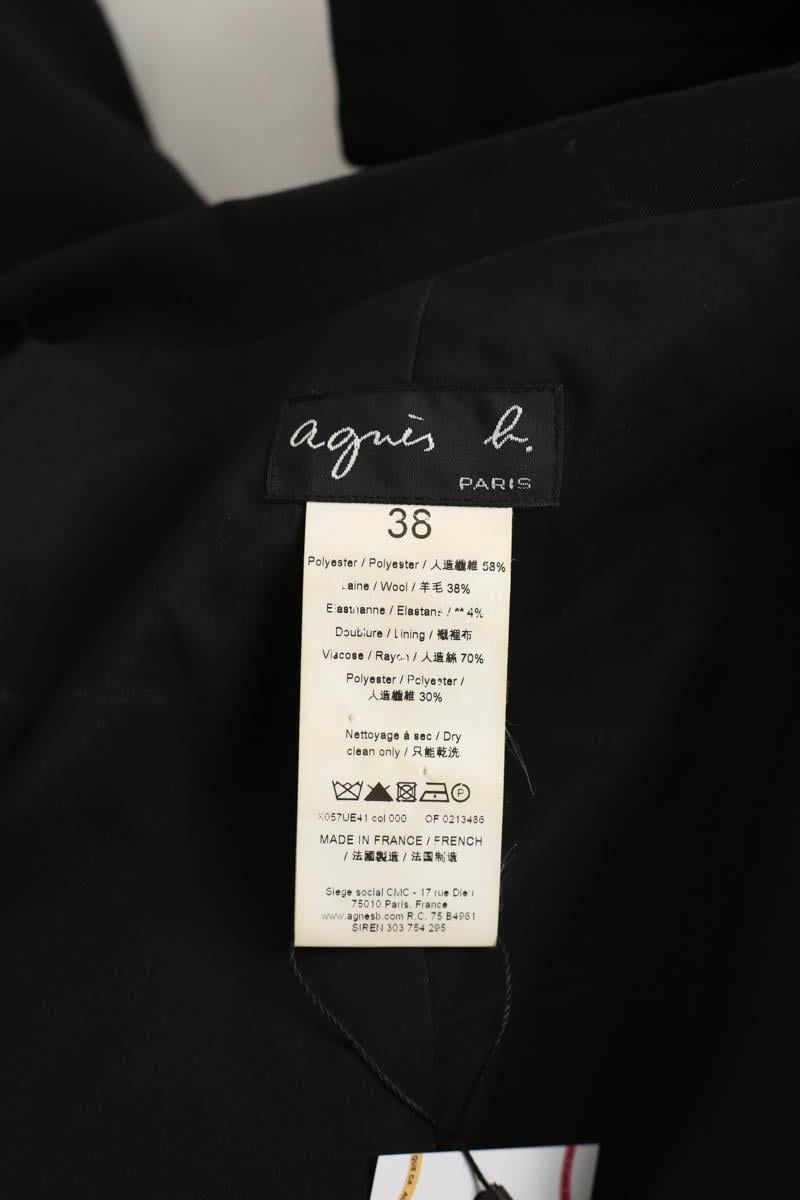 agnès b.
PARIS
38
Polyester / Polyester / 人造纖維 58%
Laine / Wool / 羊毛 38%
Elasthanne / Elastane / ** 4%
Doublure / Lining / 襯裡布
Viscose / Rayon / 人造絲 70%
Polyester / Polyester /
人造纖維 30%
Nettoyage à sec / Dry
clean only / 只能乾洗
P
X057UE41 col 000 OF 0213486
MADE IN FRANCE / FRENCH
/ 法國製造 / 法国制造
Siege social CMC - 17 rue Dieu
75010 Paris. France
www.agnesb.com R.C. 75 B4961
SIREN 303 754 295
QUE ÇA